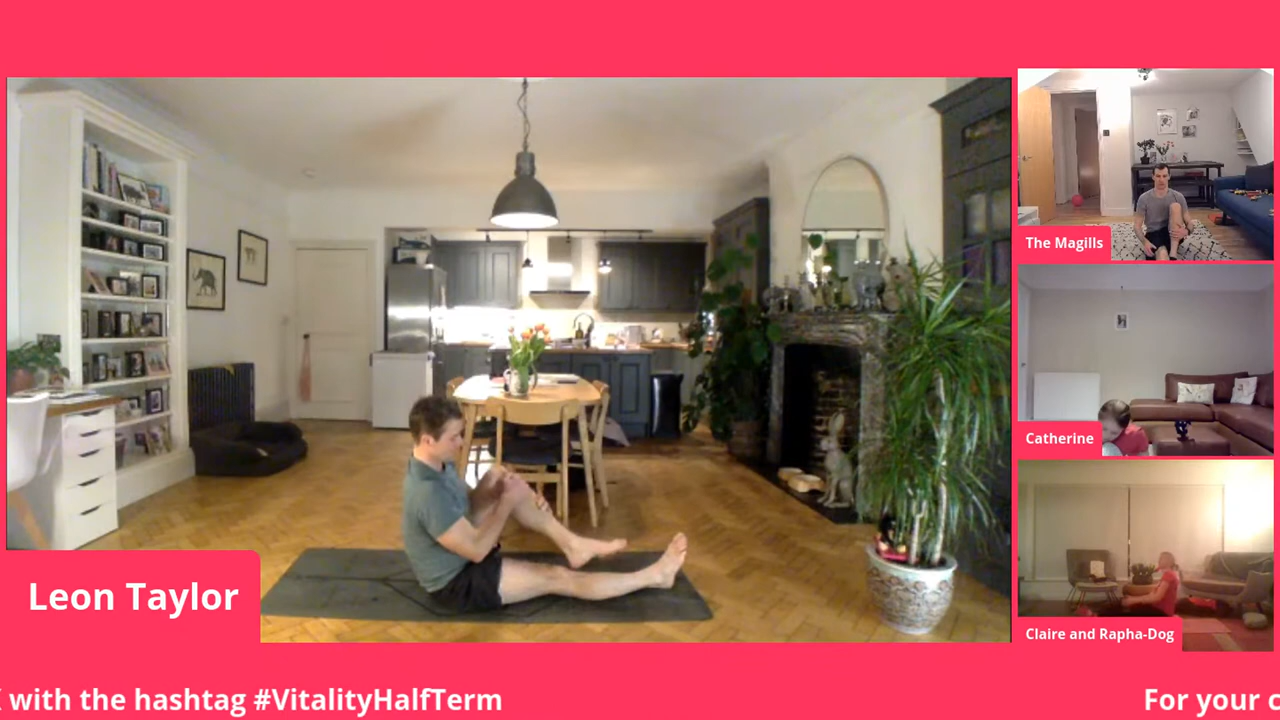 The Magills
Catherine
Leon Taylor
Claire and Rapha-Dog
with the hashtag #VitalityHalfTerm
For your